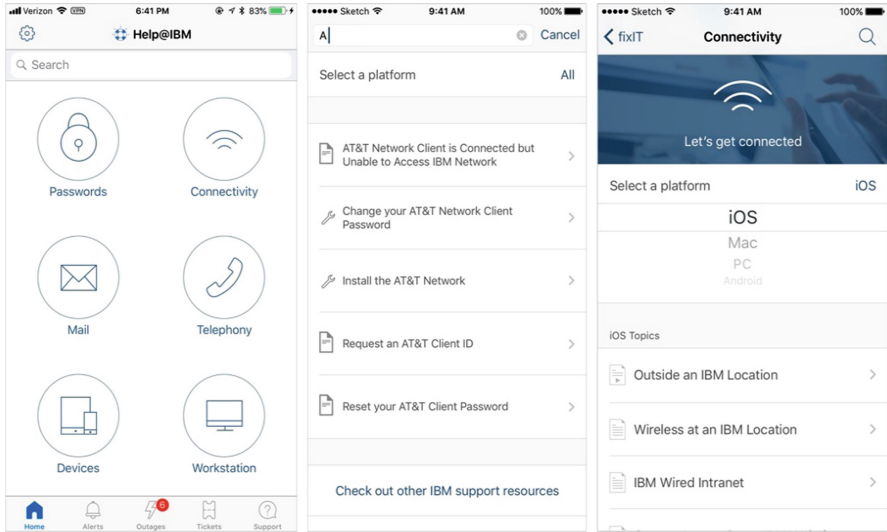 Verizon VPN 6:41 PM 83%
Help@IBM
Search
Passwords Connectivity
Mail Telephony
Devices Workstation
6
Home Alerts Outages Tickets Support
Sketch 9:41 AM 100%
A Cancel
Select a platform All
AT&T Network Client is Connected but
Unable to Access IBM Network
Change your AT&T Network Client
Password
Install the AT&T Network
Request an AT&T Client ID
Reset your AT&T Client Password
Check out other IBM support resources
Sketch 9:41 AM 100%
fixIT Connectivity
Let's get connected
Select a platform iOS
iOS
Mac
PC
Android
iOS Topics
Outside an IBM Location
Wireless at an IBM Location
IBM Wired Intranet